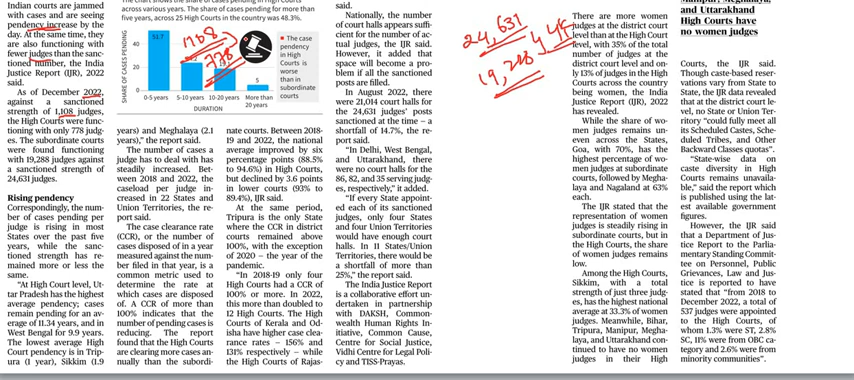 Indian courts are jammed
with cases and are seeing
pendency increase by the
day. At the same time, they
are also functioning with
fewer judges than the sanc-
tioned number, the India
Justice Report (IJR), 2022
said.
As of December 2022,
against a sanctioned
strength of 1,108 judges,
the High Courts were func-
tioning with only 778 judg-
es. The subordinate courts
were found functioning
with 19,288 judges against
a sanctioned strength of
24,631 judges.
Rising pendency
Correspondingly, the num-
ber of cases pending per
judge is rising in most
States over the past five
years, while the sanc-
tioned strength has re-
mained more or less the
same.
"At High Court level, Ut-
tar Pradesh has the highest
average pendency; cases
remain pending for an av-
erage of 11.34 years, and in
West Bengal for 9.9 years.
The lowest average High
Court pendency is in Trip-
ura (1 year), Sikkim (1.9
across various years. The share of cases pending for more than
five years, across 25 High Courts in the country was 48.3%.
SHARE OF CASES PENDING
40
20
0
51.7
5
0-5 years
5-10 years
10-20 years
More than
20 years
DURATION
The case
pendency
in High
Courts is
worse
than in
subordinate
courts
1108
778
years) and Meghalaya (2.1
years)," the report said.
The number of cases a
judge has to deal with has
steadily increased. Bet-
ween 2018 and 2022, the
caseload per judge in-
creased in 22 States and
Union Territories, the re-
port said.
The case clearance rate
(CCR), or the number of
cases disposed of in a year
measured against the num-
ber filed in that year, is a
common metric used to
determine the rate at
which cases are disposed
of. A CCR of more than
100% indicates that the
number of pending cases is
reducing. The report
found that the High Courts
are clearing more cases an-
nually than the subordi-
nate courts. Between 2018-
19 and 2022, the national
average improved by six
percentage points (88.5%
to 94.6%) in High Courts,
but declined by 3.6 points
in lower courts (93% to
89.4%), IJR said.
At the same period,
Tripura is the only State
where the CCR in district
courts remained above
100%, with the exception
of 2020 – the year of the
pandemic.
"In 2018-19 only four
High Courts had a CCR of
100% or more. In 2022,
this more than doubled to
12 High Courts. The High
Courts of Kerala and Od-
isha have higher case clea-
rance rates – 156% and
131% respectively – while
the High Courts of Rajas-
said.
Nationally, the number
of court halls appears suffi-
cient for the number of ac-
tual judges, the IJR said.
However, it added that
space will become a pro-
blem if all the sanctioned
posts are filled.
In August 2022, there
were 21,014 court halls for
the 24,631 judges' posts
sanctioned at the time – a
shortfall of 14.7%, the re-
port said.
"In Delhi, West Bengal,
and Uttarakhand, there
were no court halls for the
86, 82, and 35 serving judg-
es, respectively," it added.
"If every State appoint-
ed each of its sanctioned
judges, only four States
and four Union Territories
would have enough court
halls. In 11 States/Union
Territories, there would be
a shortfall of more than
25%," the report said.
The India Justice Report
is a collaborative effort un-
dertaken in partnership
with DAKSH, Common-
wealth Human Rights In-
itiative, Common Cause,
Centre for Social Justice,
Vidhi Centre for Legal Poli-
cy and TISS-Prayas.
24,631
19,288
There are more women
judges at the district court
level than at the High Court
level, with 35% of the total
number of judges at the
district court level and on-
ly 13% of judges in the High
Courts across the country
being women, the India
Justice Report (IJR), 2022
has revealed.
While the share of wo-
men judges remains un-
even across the States,
Goa, with 70%, has the
highest percentage of wo-
men judges at subordinate
courts, followed by Megha-
laya and Nagaland at 63%
each.
The IJR stated that the
representation of women
judges is steadily rising in
subordinate courts, but in
the High Courts, the share
of women judges remains
low.
Among the High Courts,
Sikkim, with a total
strength of just three judg-
es, has the highest national
average at 33.3% of women
judges. Meanwhile, Bihar,
Tripura, Manipur, Megha-
laya, and Uttarakhand con-
tinued to have no women
judges in their High
and Uttarakhand
High Courts have
no women judges
Courts, the IJR said.
Though caste-based reser-
vations vary from State to
State, the IJR data revealed
that at the district court le-
vel, no State or Union Ter-
ritory "could fully meet all
its Scheduled Castes, Sche-
duled Tribes, and Other
Backward Classes quotas".
"State-wise data on
caste diversity in High
Courts remains unavaila-
ble," said the report which
is published using the lat-
est available government
figures.
However, the IJR said
that a Department of Jus-
tice Report to the Parlia-
mentary Standing Commit-
tee on Personnel, Public
Grievances, Law and Jus-
tice is reported to have
stated that "from 2018 to
December 2022, a total of
537 judges were appointed
to the High Courts, of
whom 1.3% were ST, 2.8%
SC, 11% were from OBC ca-
tegory and 2.6% were from
minority communities".